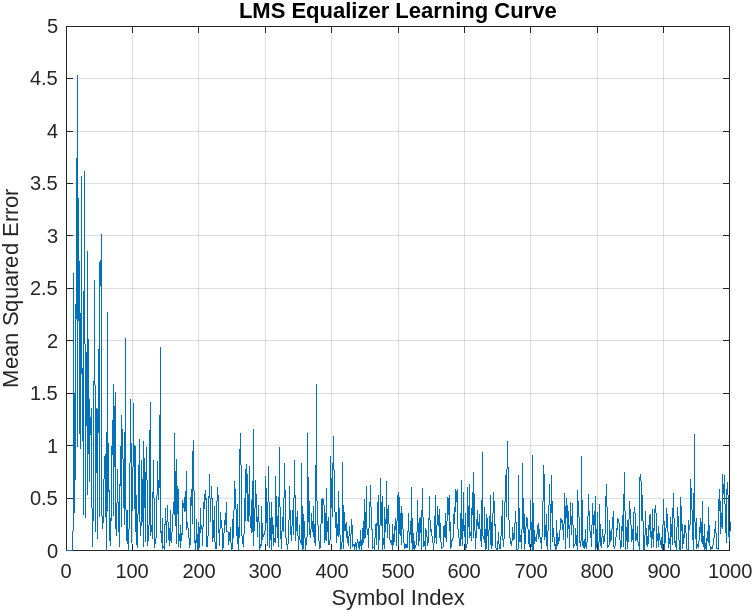 LMS Equalizer Learning Curve
5
4.5
4
3.5
3
2.5
2
1.5
1
0.5
0
Mean Squared Error
0 100 200 300 400 500 600 700 800 900 1000
Symbol Index